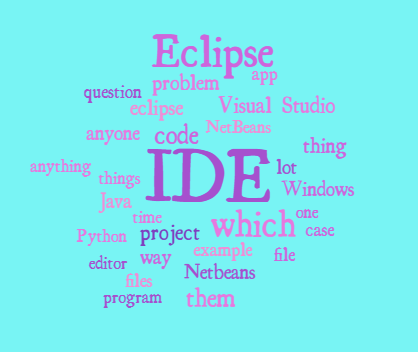 Eclipse
app
problem
question
eclipse Visual Studio
NetBeans
anyone code
thing
anything things IDE lot
Windows
Java
time which one
Python project case
editor way example file
Netbeans
files
program them